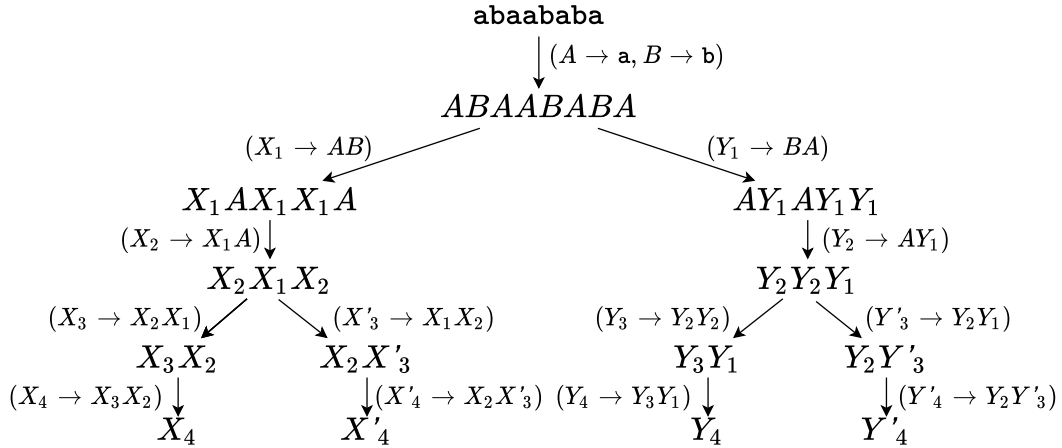 abaababa
(A → a, B → b)
ABAABABA
(X₁ → AB) (Y₁ → BA)
X₁AX₁X₁A AY₁AY₁Y₁
(X₂ → X₁A) (Y₂ → AY₁)
X₂X₁X₂ Y₂Y₂Y₁
(X₃ → X₂X₁) (X'₃ → X₁X₂) (Y₃ → Y₂Y₂) (Y'₃ → Y₂Y₁)
X₃X₂ X₂X'₃ Y₃Y₁ Y₂Y'₃
(X₄ → X₃X₂) (X'₄ → X₂X'₃) (Y₄ → Y₃Y₁) (Y'₄ → Y₂Y'₃)
X₄ X'₄ Y₄ Y'₄